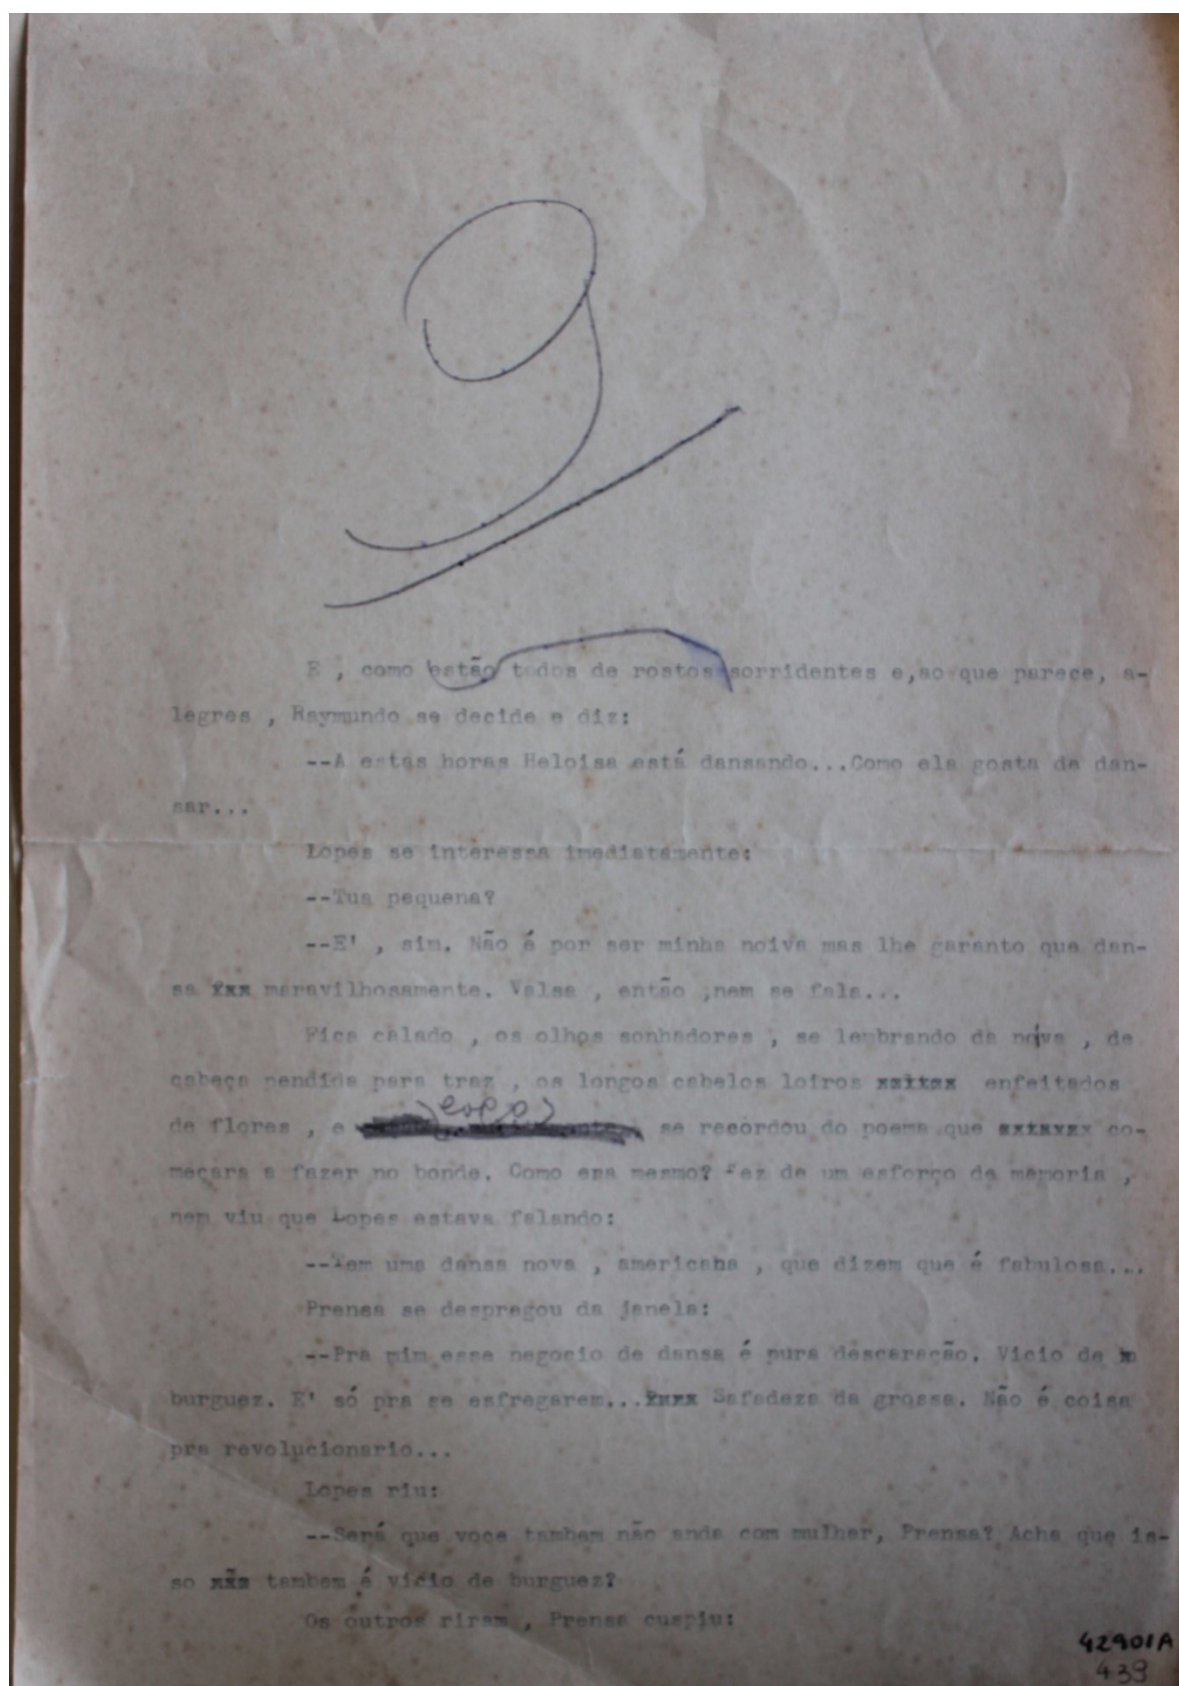 9
E , como estão todos de rostos sorridentes e,ao que parece, a-
legres , Raymundo se decide e diz:
--A estas horas Heloisa está dansando...Como ela gosta de dan-
sar...
Lopes se interessa imediatamente:
--Tua pequena?
--E' , sim. Não é por ser minha noiva mas lhe garanto que dan-
sa xxx maravilhosamente. Valsa , então ,nem se fala...
Fica calado , os olhos sonhadores , se lembrando da noiva , de
cabeça pendida para traz , os longos cabelos loiros enfeitados
de flores , e se recordou do poema que co-
meçara a fazer no bonde. Como era mesmo? Fez de um esforço de memoria ,
nem viu que Lopes estava falando:
--Tem uma dansa nova , americana , que dizem que é fabulosa...
Prensa se despregou da janela:
--Pra mim esse negocio de dansa é pura descaração. Vicio de
burguez. E' só pra se esfregarem... Safadeza da grossa. Não é coisa
pra revolucionario...
Lopes riu:
--Será que voce tambem não anda com mulher, Prensa? Acha que is-
so tambem é vicio de burguez?
Os outros riram , Prensa cuspiu:
42901A
439